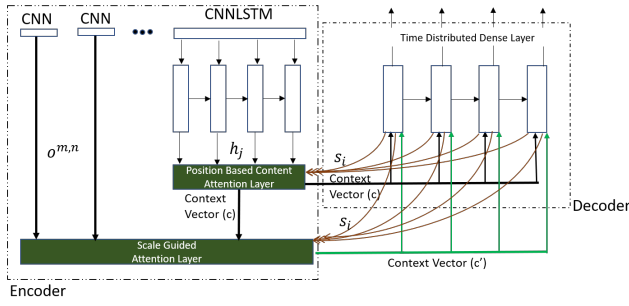 CNN
CNN
CNNLSTM
Time Distributed Dense Layer
o^{m,n}
h_j
s_i
Position Based Content
Attention Layer
Context
Vector (c)
Context
Vector (c)
s_i
Decoder
Scale Guided
Attention Layer
Context Vector (c')
Encoder